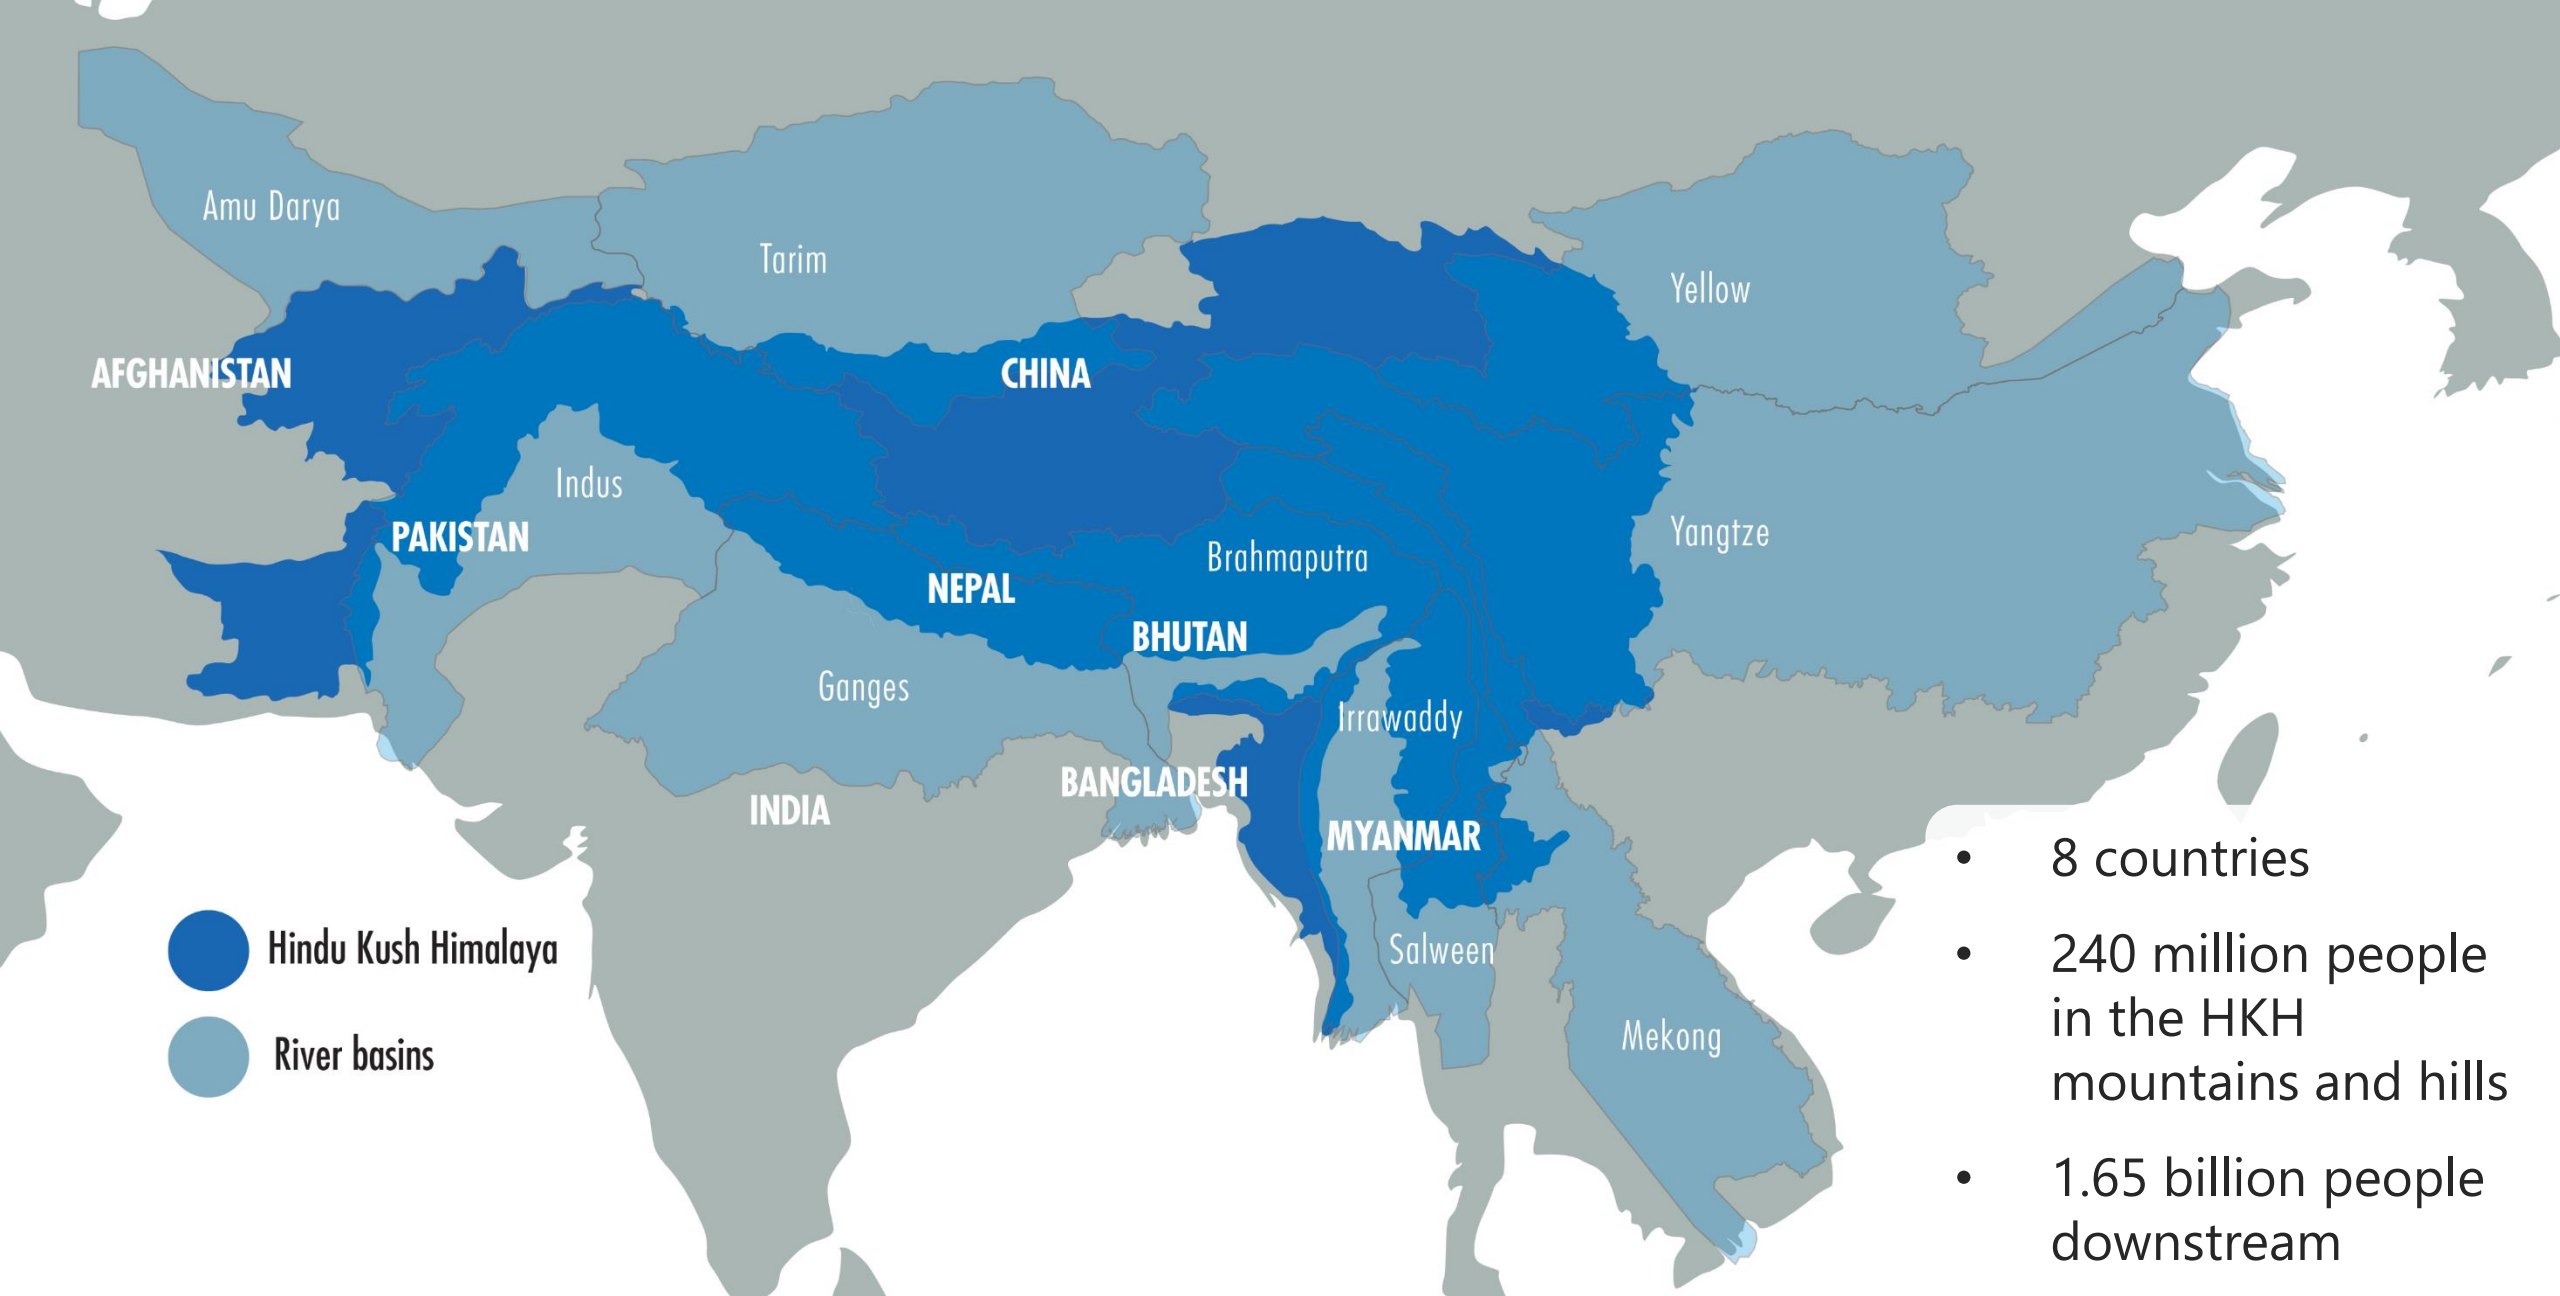 Amu Darya
Tarim
Yellow
AFGHANISTAN
CHINA
Indus
PAKISTAN
Yangtze
Brahmaputra
NEPAL
BHUTAN
Ganges
Irrawaddy
BANGLADESH
INDIA
MYANMAR
Salween
Mekong
Hindu Kush Himalaya
River basins
• 8 countries
• 240 million people
in the HKH
mountains and hills
• 1.65 billion people
downstream